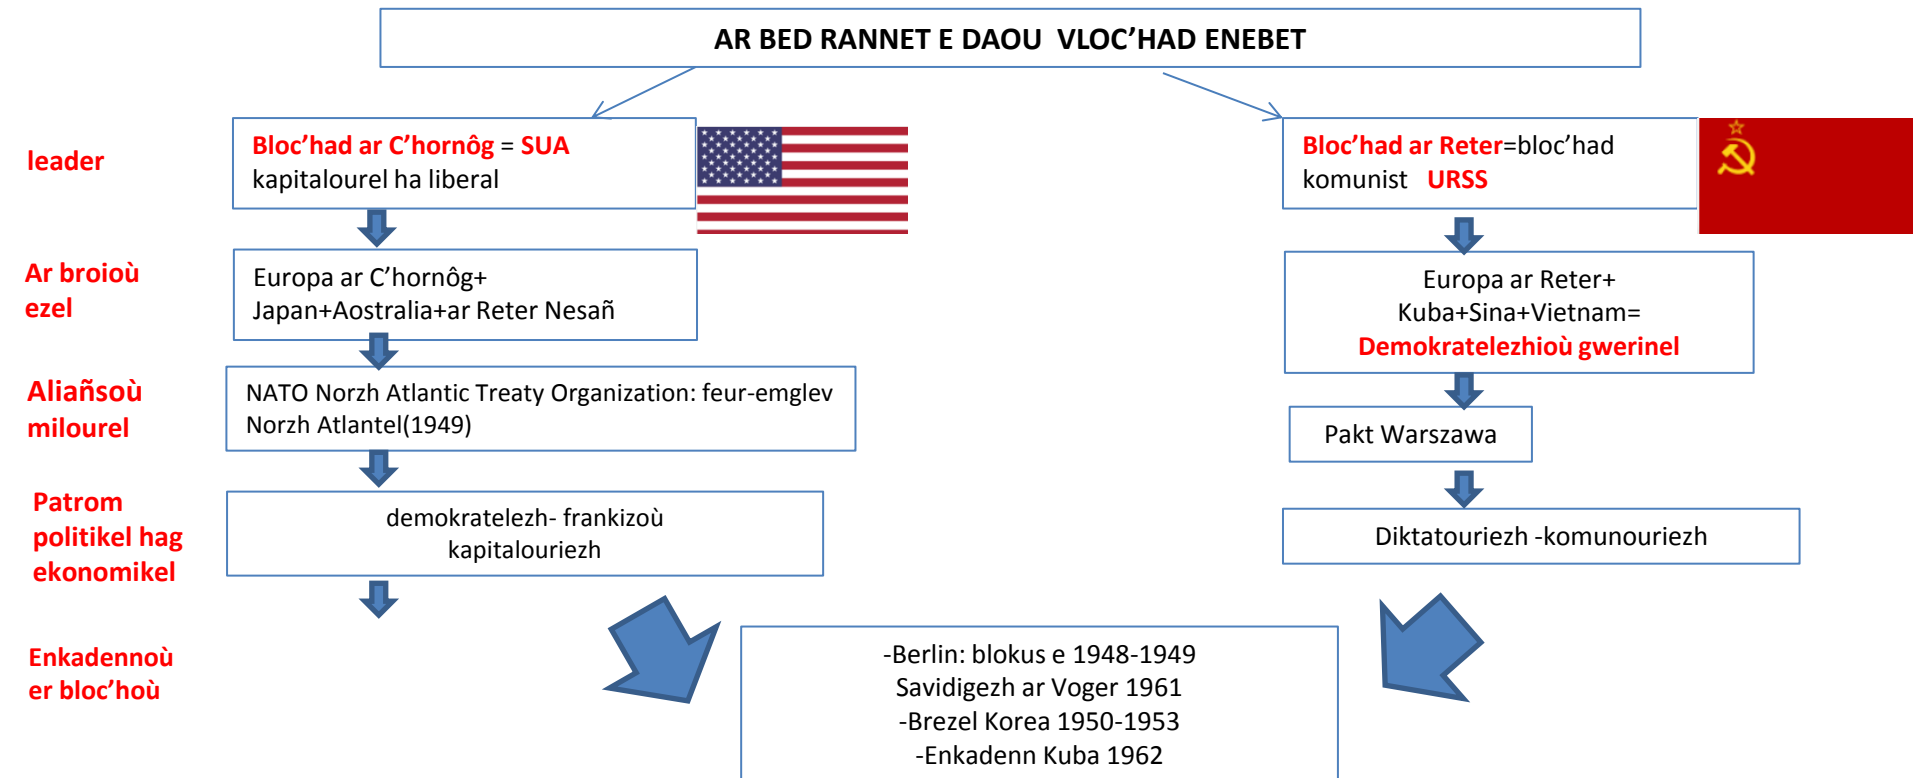 AR BED RANNET E DAOU VLOC’HAD ENEBET
leader
Bloc’had ar C’hornôg = SUA
kapitalourel ha liberal
Bloc’had ar Reter=bloc’had
komunist URSS
Ar broioù
ezel
Europa ar C’hornôg+
Japan+Aostralia+ar Reter Nesañ
Europa ar Reter+
Kuba+Sina+Vietnam=
Demokratelezhioù gwerinel
Aliañsoù
milourel
NATO Norzh Atlantic Treaty Organization: feur-emglev
Norzh Atlantel(1949)
Pakt Warszawa
Patrom
politikel hag
ekonomikel
demokratelezh- frankizoù
kapitalouriezh
Diktatouriezh -komunouriezh
Enkadennoù
er bloc’hoù
-Berlin: blokus e 1948-1949
Savidigezh ar Voger 1961
-Brezel Korea 1950-1953
-Enkadenn Kuba 1962